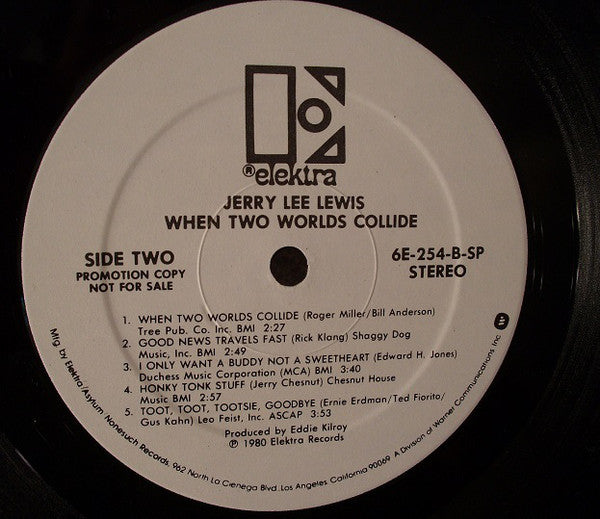 ® elektra
JERRY LEE LEWIS
WHEN TWO WORLDS COLLIDE
SIDE TWO
PROMOTION COPY
NOT FOR SALE
6E-254-B-SP
STEREO
1. WHEN TWO WORLDS COLLIDE (Roger Miller/Bill Anderson)
Tree Pub. Co. Inc. BMI 2:27
2. GOOD NEWS TRAVELS FAST (Rick Klang) Shaggy Dog
Music, Inc. BMI 2:49
3. I ONLY WANT A BUDDY NOT A SWEETHEART (Edward H. Jones)
Duchess Music Corporation (MCA) BMI 3:40
4. HONKY TONK STUFF (Jerry Chesnut) Chesnut House
Music BMI 2:57
5. TOOT, TOOT, TOOTSIE, GOODBYE (Ernie Erdman/Ted Fiorito/
Gus Kahn) Leo Feist, Inc. ASCAP 3:53
Produced by Eddie Kilroy
℗ 1980 Elektra Records
Mfg by Elektra/Asylum/Nonesuch Records, 962 North La Cienega Blvd., Los Angeles, California 90069 A Division of Warner Communications Inc.